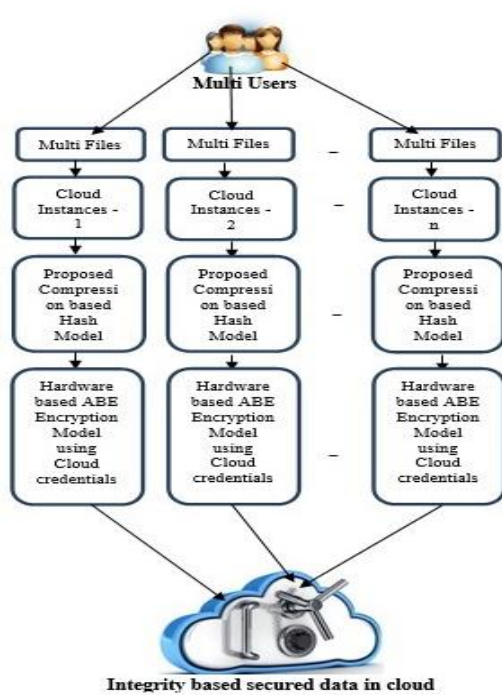 Multi Users
Multi Files
Multi Files
–
Multi Files
Cloud
Instances -
1
Cloud
Instances -
2
–
Cloud
Instances -
n
Proposed
Compressi
on based
Hash
Model
Proposed
Compressi
on based
Hash
Model
–
Proposed
Compressi
on based
Hash
Model
Hardware
based ABE
Encryption
Model
using
Cloud
credentials
Hardware
based ABE
Encryption
Model
using
Cloud
credentials
–
Hardware
based ABE
Encryption
Model
using
Cloud
credentials
Integrity based secured data in cloud